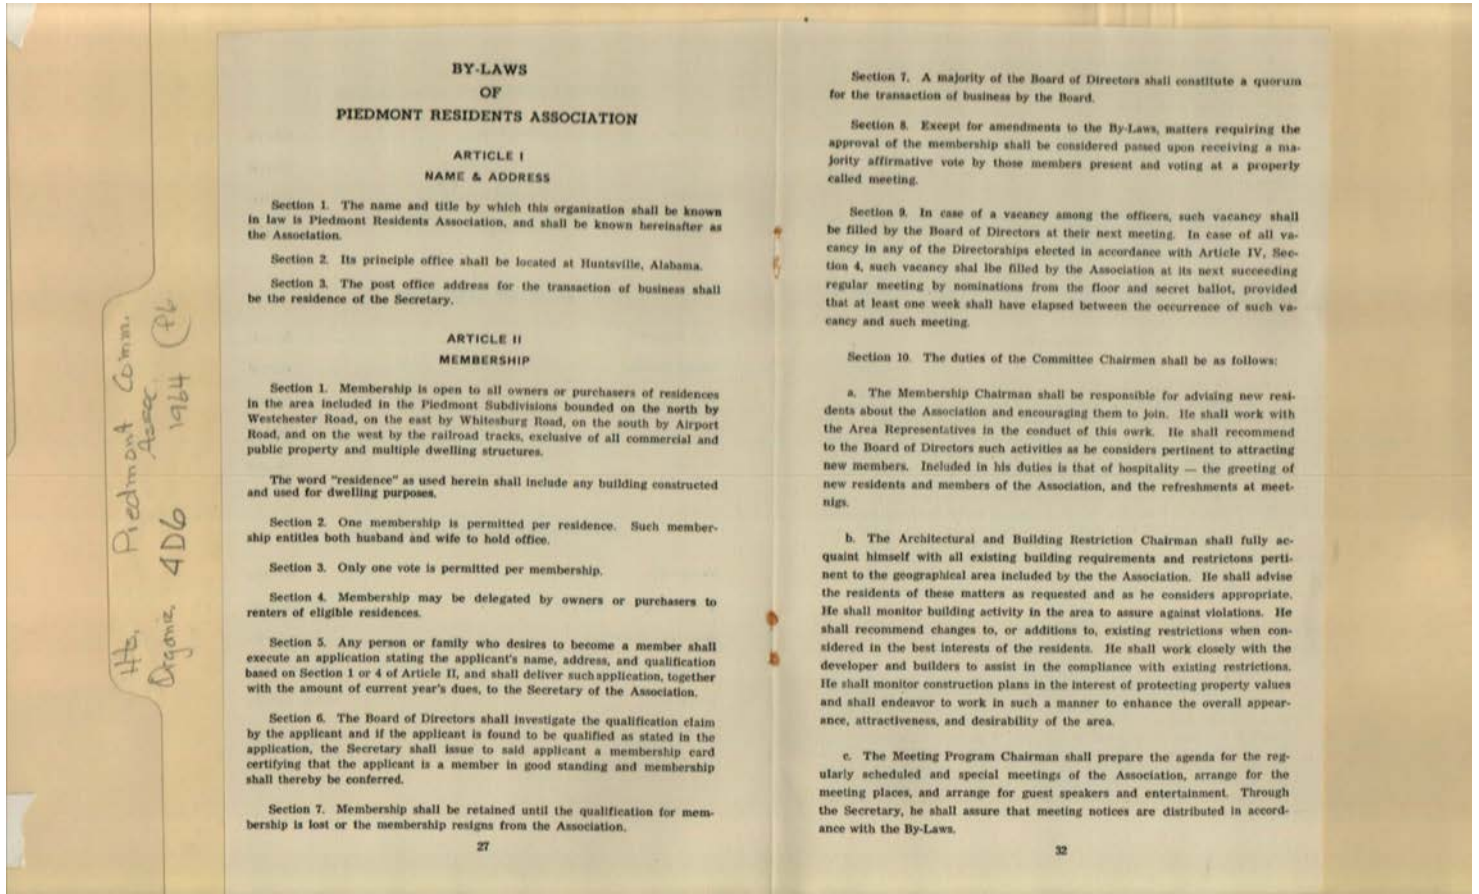 Hts. Piedmont Comm.
Assoc.
Organiz. 4D6 1964
BY-LAWS
OF
PIEDMONT RESIDENTS ASSOCIATION
ARTICLE I
NAME & ADDRESS
Section 1. The name and title by which this organization shall be known
in law is Piedmont Residents Association, and shall be known hereinafter as
the Association.
Section 2. Its principle office shall be located at Huntsville, Alabama.
Section 3. The post office address for the transaction of business shall
be the residence of the Secretary.
ARTICLE II
MEMBERSHIP
Section 1. Membership is open to all owners or purchasers of residences
in the area included in the Piedmont Subdivisions bounded on the north by
Westchester Road, on the east by Whitesburg Road, on the south by Airport
Road, and on the west by the railroad tracks, exclusive of all commercial and
public property and multiple dwelling structures.
The word "residence" as used herein shall include any building constructed
and used for dwelling purposes.
Section 2. One membership is permitted per residence. Such member-
ship entitles both husband and wife to hold office.
Section 3. Only one vote is permitted per membership.
Section 4. Membership may be delegated by owners or purchasers to
renters of eligible residences.
Section 5. Any person or family who desires to become a member shall
execute an application stating the applicant's name, address, and qualification
based on Section 1 or 4 of Article II, and shall deliver such application, together
with the amount of current year's dues, to the Secretary of the Association.
Section 6. The Board of Directors shall investigate the qualification claim
by the applicant and if the applicant is found to be qualified as stated in the
application, the Secretary shall issue to said applicant a membership card
certifying that the applicant is a member in good standing and membership
shall thereby be conferred.
Section 7. Membership shall be retained until the qualification for mem-
bership is lost or the membership resigns from the Association.
27
Section 7. A majority of the Board of Directors shall constitute a quorum
for the transaction of business by the Board.
Section 8. Except for amendments to the By-Laws, matters requiring the
approval of the membership shall be considered passed upon receiving a ma-
jority affirmative vote by those members present and voting at a properly
called meeting.
Section 9. In case of a vacancy among the officers, such vacancy shall
be filled by the Board of Directors at their next meeting. In case of all va-
cancy in any of the Directorships elected in accordance with Article IV, Sec-
tion 4, such vacancy shal lbe filled by the Association at its next succeeding
regular meeting by nominations from the floor and secret ballot, provided
that at least one week shall have elapsed between the occurrence of such va-
cancy and such meeting.
Section 10. The duties of the Committee Chairmen shall be as follows:
a. The Membership Chairman shall be responsible for advising new resi-
dents about the Association and encouraging them to join. He shall work with
the Area Representatives in the conduct of this owrk. He shall recommend
to the Board of Directors such activities as he considers pertinent to attracting
new members. Included in his duties is that of hospitality — the greeting of
new residents and members of the Association, and the refreshments at meet-
nigs.
b. The Architectural and Building Restriction Chairman shall fully ac-
quaint himself with all existing building requirements and restrictons perti-
nent to the geographical area included by the the Association. He shall advise
the residents of these matters as requested and as he considers appropriate.
He shall monitor building activity in the area to assure against violations. He
shall recommend changes to, or additions to, existing restrictions when con-
sidered in the best interests of the residents. He shall work closely with the
developer and builders to assist in the compliance with existing restrictions.
He shall monitor construction plans in the interest of protecting property values
and shall endeavor to work in such a manner to enhance the overall appear-
ance, attractiveness, and desirability of the area.
c. The Meeting Program Chairman shall prepare the agenda for the reg-
ularly scheduled and special meetings of the Association, arrange for the
meeting places, and arrange for guest speakers and entertainment. Through
the Secretary, he shall assure that meeting notices are distributed in accord-
ance with the By-Laws.
32